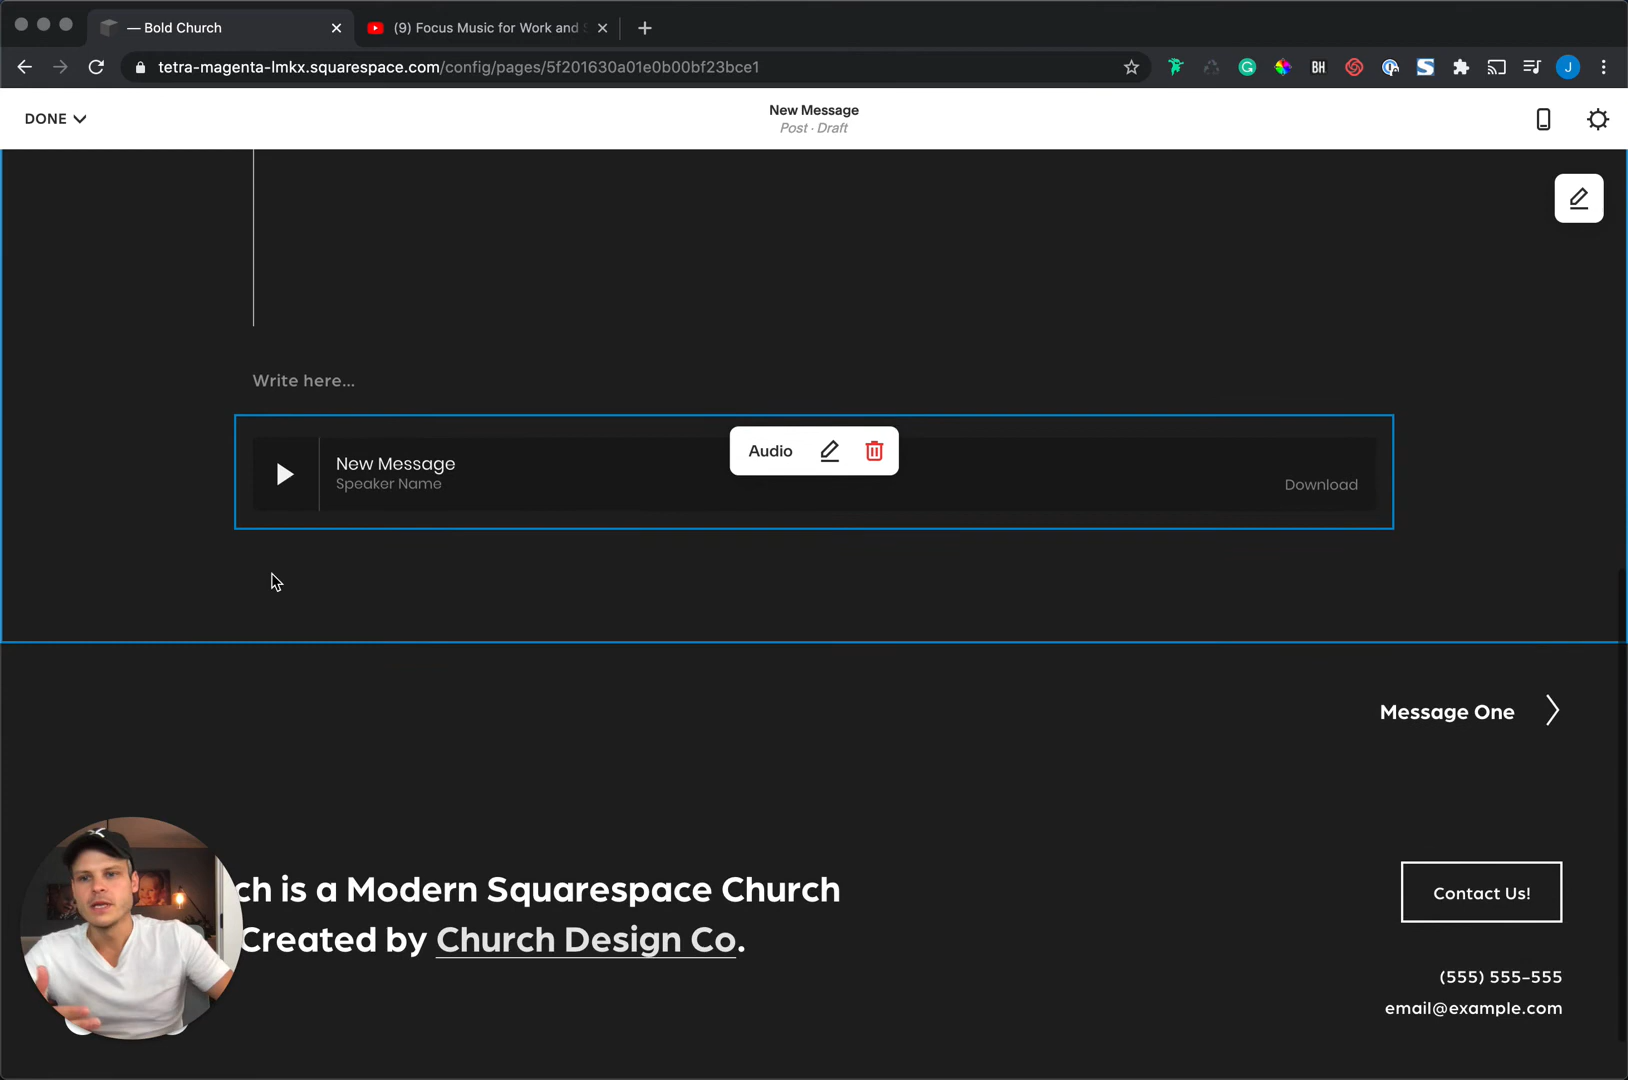 — Bold Church
(9) Focus Music for Work and
tetra-magenta-lmkx.squarespace.com/config/pages/5f201630a01e0b00bf23bce1
BH
S
J
DONE
New Message
Post · Draft
Write here...
Audio
New Message
Speaker Name
Download
Message One
ch is a Modern Squarespace Church
Created by Church Design Co.
Contact Us!
(555) 555-555
email@example.com